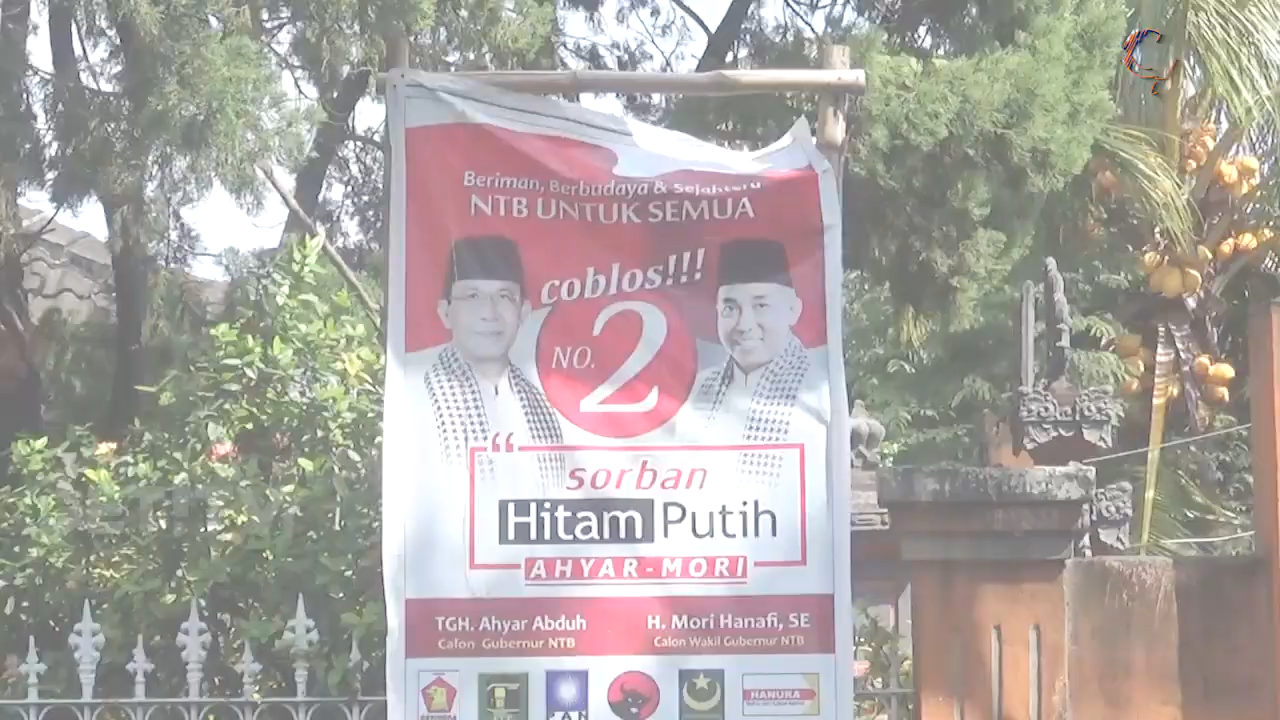 Beriman, Berbudaya & Sejahtera
NTB UNTUK SEMUA
coblos!!!
NO. 2
sorban
Hitam Putih
AHYAR-MORI
TGH. Ahyar Abduh
Calon Gubernur NTB
H. Mori Hanafi, SE
Calon Wakil Gubernur NTB
HANURA